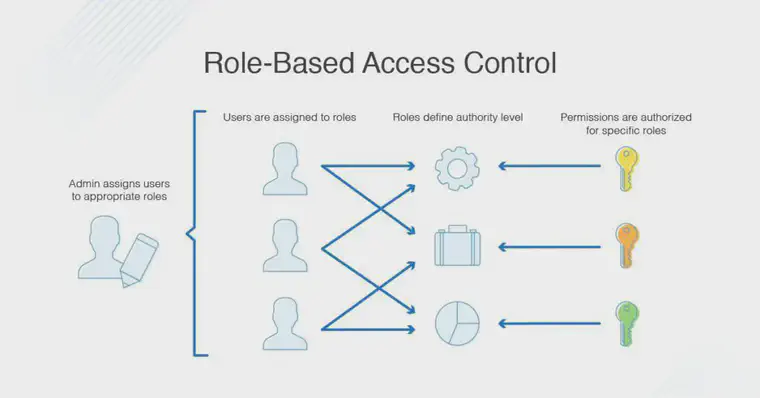 Role-Based Access Control
Users are assigned to roles
Roles define authority level
Permissions are authorized
for specific roles
Admin assigns users
to appropriate roles